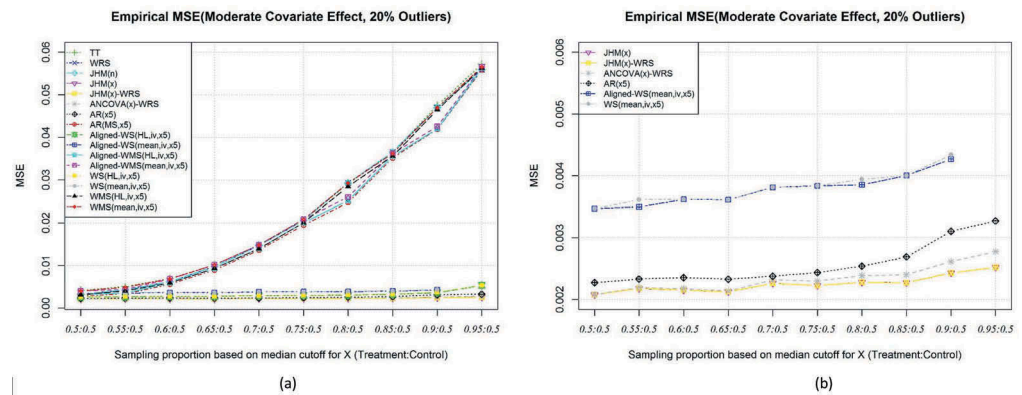 Empirical MSE(Moderate Covariate Effect, 20% Outliers)
TT
WRS
JHM(n)
JHM(x)
JHM(x)-WRS
ANCOVA(x)-WRS
AR(x5)
AR(MS,x5)
Aligned-WS(HL,iv,x5)
Aligned-WS(mean,iv,x5)
Aligned-WMS(HL,iv,x5)
Aligned-WMS(mean,iv,x5)
WS(HL,iv,x5)
WS(mean,iv,x5)
WMS(HL,iv,x5)
WMS(mean,iv,x5)
MSE
0.06
0.05
0.04
0.03
0.02
0.01
0.00
0.5:0.5 0.55:0.5 0.6:0.5 0.65:0.5 0.7:0.5 0.75:0.5 0.8:0.5 0.85:0.5 0.9:0.5 0.95:0.5
Sampling proportion based on median cutoff for X (Treatment:Control)
(a)
Empirical MSE(Moderate Covariate Effect, 20% Outliers)
JHM(x)
JHM(x)-WRS
ANCOVA(x)-WRS
AR(x5)
Aligned-WS(mean,iv,x5)
WS(mean,iv,x5)
MSE
0.006
0.005
0.004
0.003
0.002
0.5:0.5 0.55:0.5 0.6:0.5 0.65:0.5 0.7:0.5 0.75:0.5 0.8:0.5 0.85:0.5 0.9:0.5 0.95:0.5
Sampling proportion based on median cutoff for X (Treatment:Control)
(b)